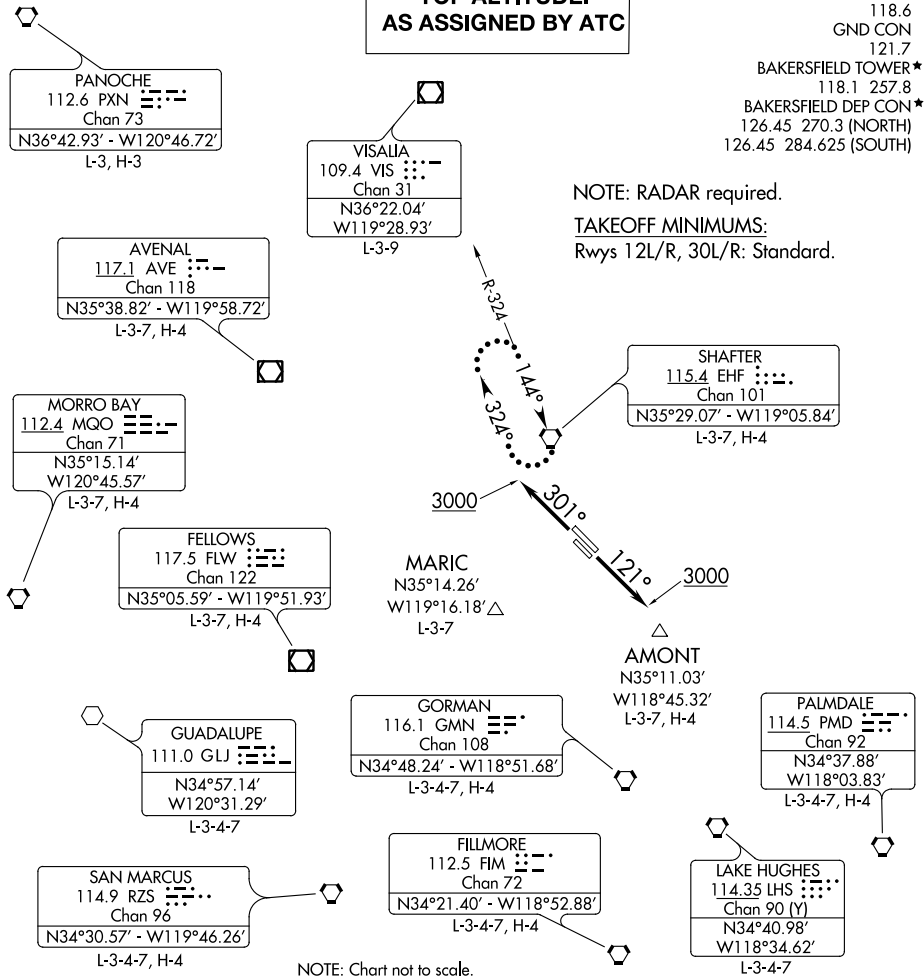 AS ASSIGNED BY ATC
118.6
GND CON
121.7
BAKERSFIELD TOWER★
118.1 257.8
BAKERSFIELD DEP CON★
126.45 270.3 (NORTH)
126.45 284.625 (SOUTH)
PANOCHE
112.6 PXN
Chan 73
N36°42.93' - W120°46.72'
L-3, H-3
VISALIA
109.4 VIS
Chan 31
N36°22.04'
W119°28.93'
L-3-9
NOTE: RADAR required.
TAKEOFF MINIMUMS:
Rwys 12L/R, 30L/R: Standard.
AVENAL
117.1 AVE
Chan 118
N35°38.82' - W119°58.72'
L-3-7, H-4
R-324
144°
324°
SHAFTER
115.4 EHF
Chan 101
N35°29.07' - W119°05.84'
L-3-7, H-4
MORRO BAY
112.4 MQO
Chan 71
N35°15.14'
W120°45.57'
L-3-7, H-4
3000
301°
121°
3000
FELLOWS
117.5 FLW
Chan 122
N35°05.59' - W119°51.93'
L-3-7, H-4
MARIC
N35°14.26'
W119°16.18'
L-3-7
AMONT
N35°11.03'
W118°45.32'
L-3-7, H-4
GUADALUPE
111.0 GLJ
N34°57.14'
W120°31.29'
L-3-4-7
GORMAN
116.1 GMN
Chan 108
N34°48.24' - W118°51.68'
L-3-4-7, H-4
PALMDALE
114.5 PMD
Chan 92
N34°37.88'
W118°03.83'
L-3-4-7, H-4
SAN MARCUS
114.9 RZS
Chan 96
N34°30.57' - W119°46.26'
L-3-4-7, H-4
FILLMORE
112.5 FIM
Chan 72
N34°21.40' - W118°52.88'
L-3-4-7, H-4
LAKE HUGHES
114.35 LHS
Chan 90 (Y)
N34°40.98'
W118°34.62'
L-3-4-7
NOTE: Chart not to scale.